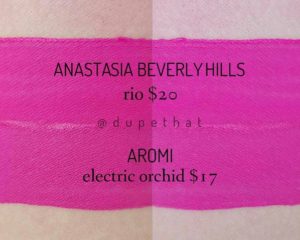 ANASTASIA BEVERLY HILLS
rio $20
@dupethat
AROMI
electric orchid $17